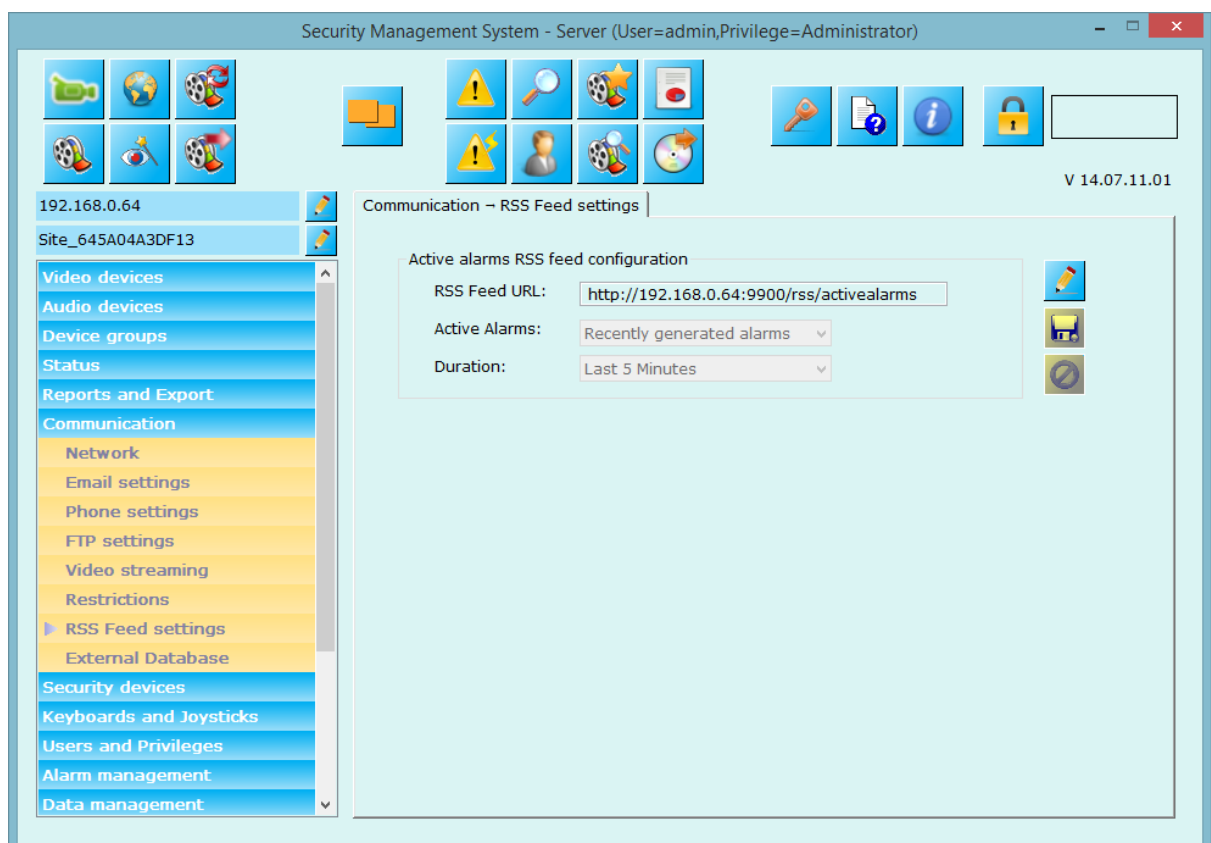 Security Management System - Server (User=admin,Privilege=Administrator)
V 14.07.11.01
192.168.0.64
Site_645A04A3DF13
Video devices
Audio devices
Device groups
Status
Reports and Export
Communication
Network
Email settings
Phone settings
FTP settings
Video streaming
Restrictions
RSS Feed settings
External Database
Security devices
Keyboards and Joysticks
Users and Privileges
Alarm management
Data management
Communication → RSS Feed settings
Active alarms RSS feed configuration
RSS Feed URL: http://192.168.0.64:9900/rss/activealarms
Active Alarms: Recently generated alarms
Duration: Last 5 Minutes